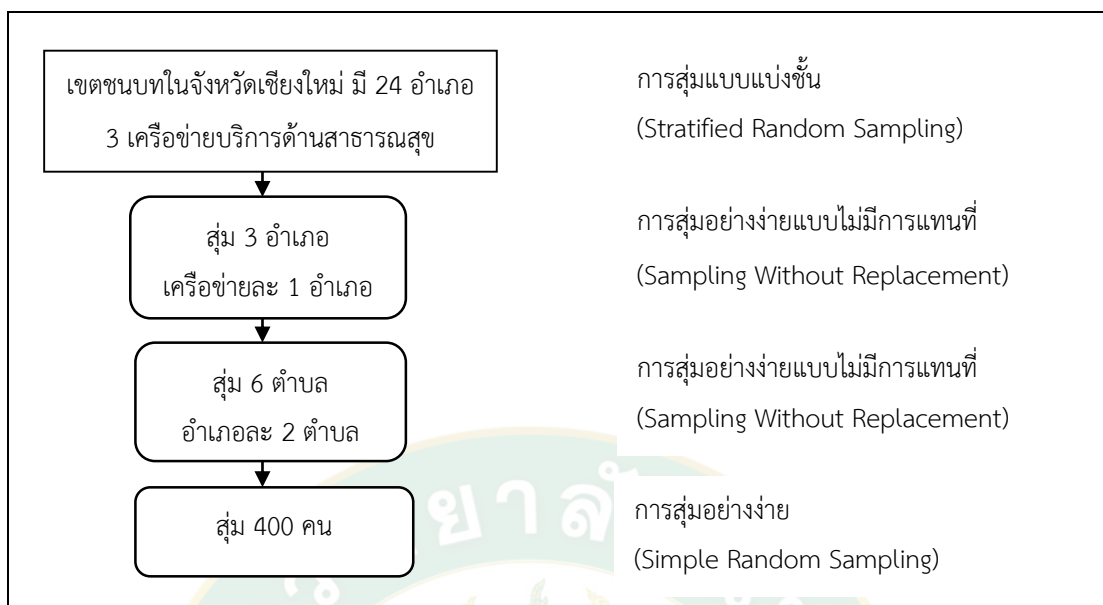 เขตชนบทในจังหวัดเชียงใหม่ มี 24 อำเภอ
3 เครือข่ายบริการด้านสาธารณสุข
การสุ่มแบบแบ่งชั้น
(Stratified Random Sampling)
สุ่ม 3 อำเภอ
เครือข่ายละ 1 อำเภอ
การสุ่มอย่างง่ายแบบไม่มีการแทนที่
(Sampling Without Replacement)
สุ่ม 6 ตำบล
อำเภอละ 2 ตำบล
การสุ่มอย่างง่ายแบบไม่มีการแทนที่
(Sampling Without Replacement)
สุ่ม 400 คน
การสุ่มอย่างง่าย
(Simple Random Sampling)